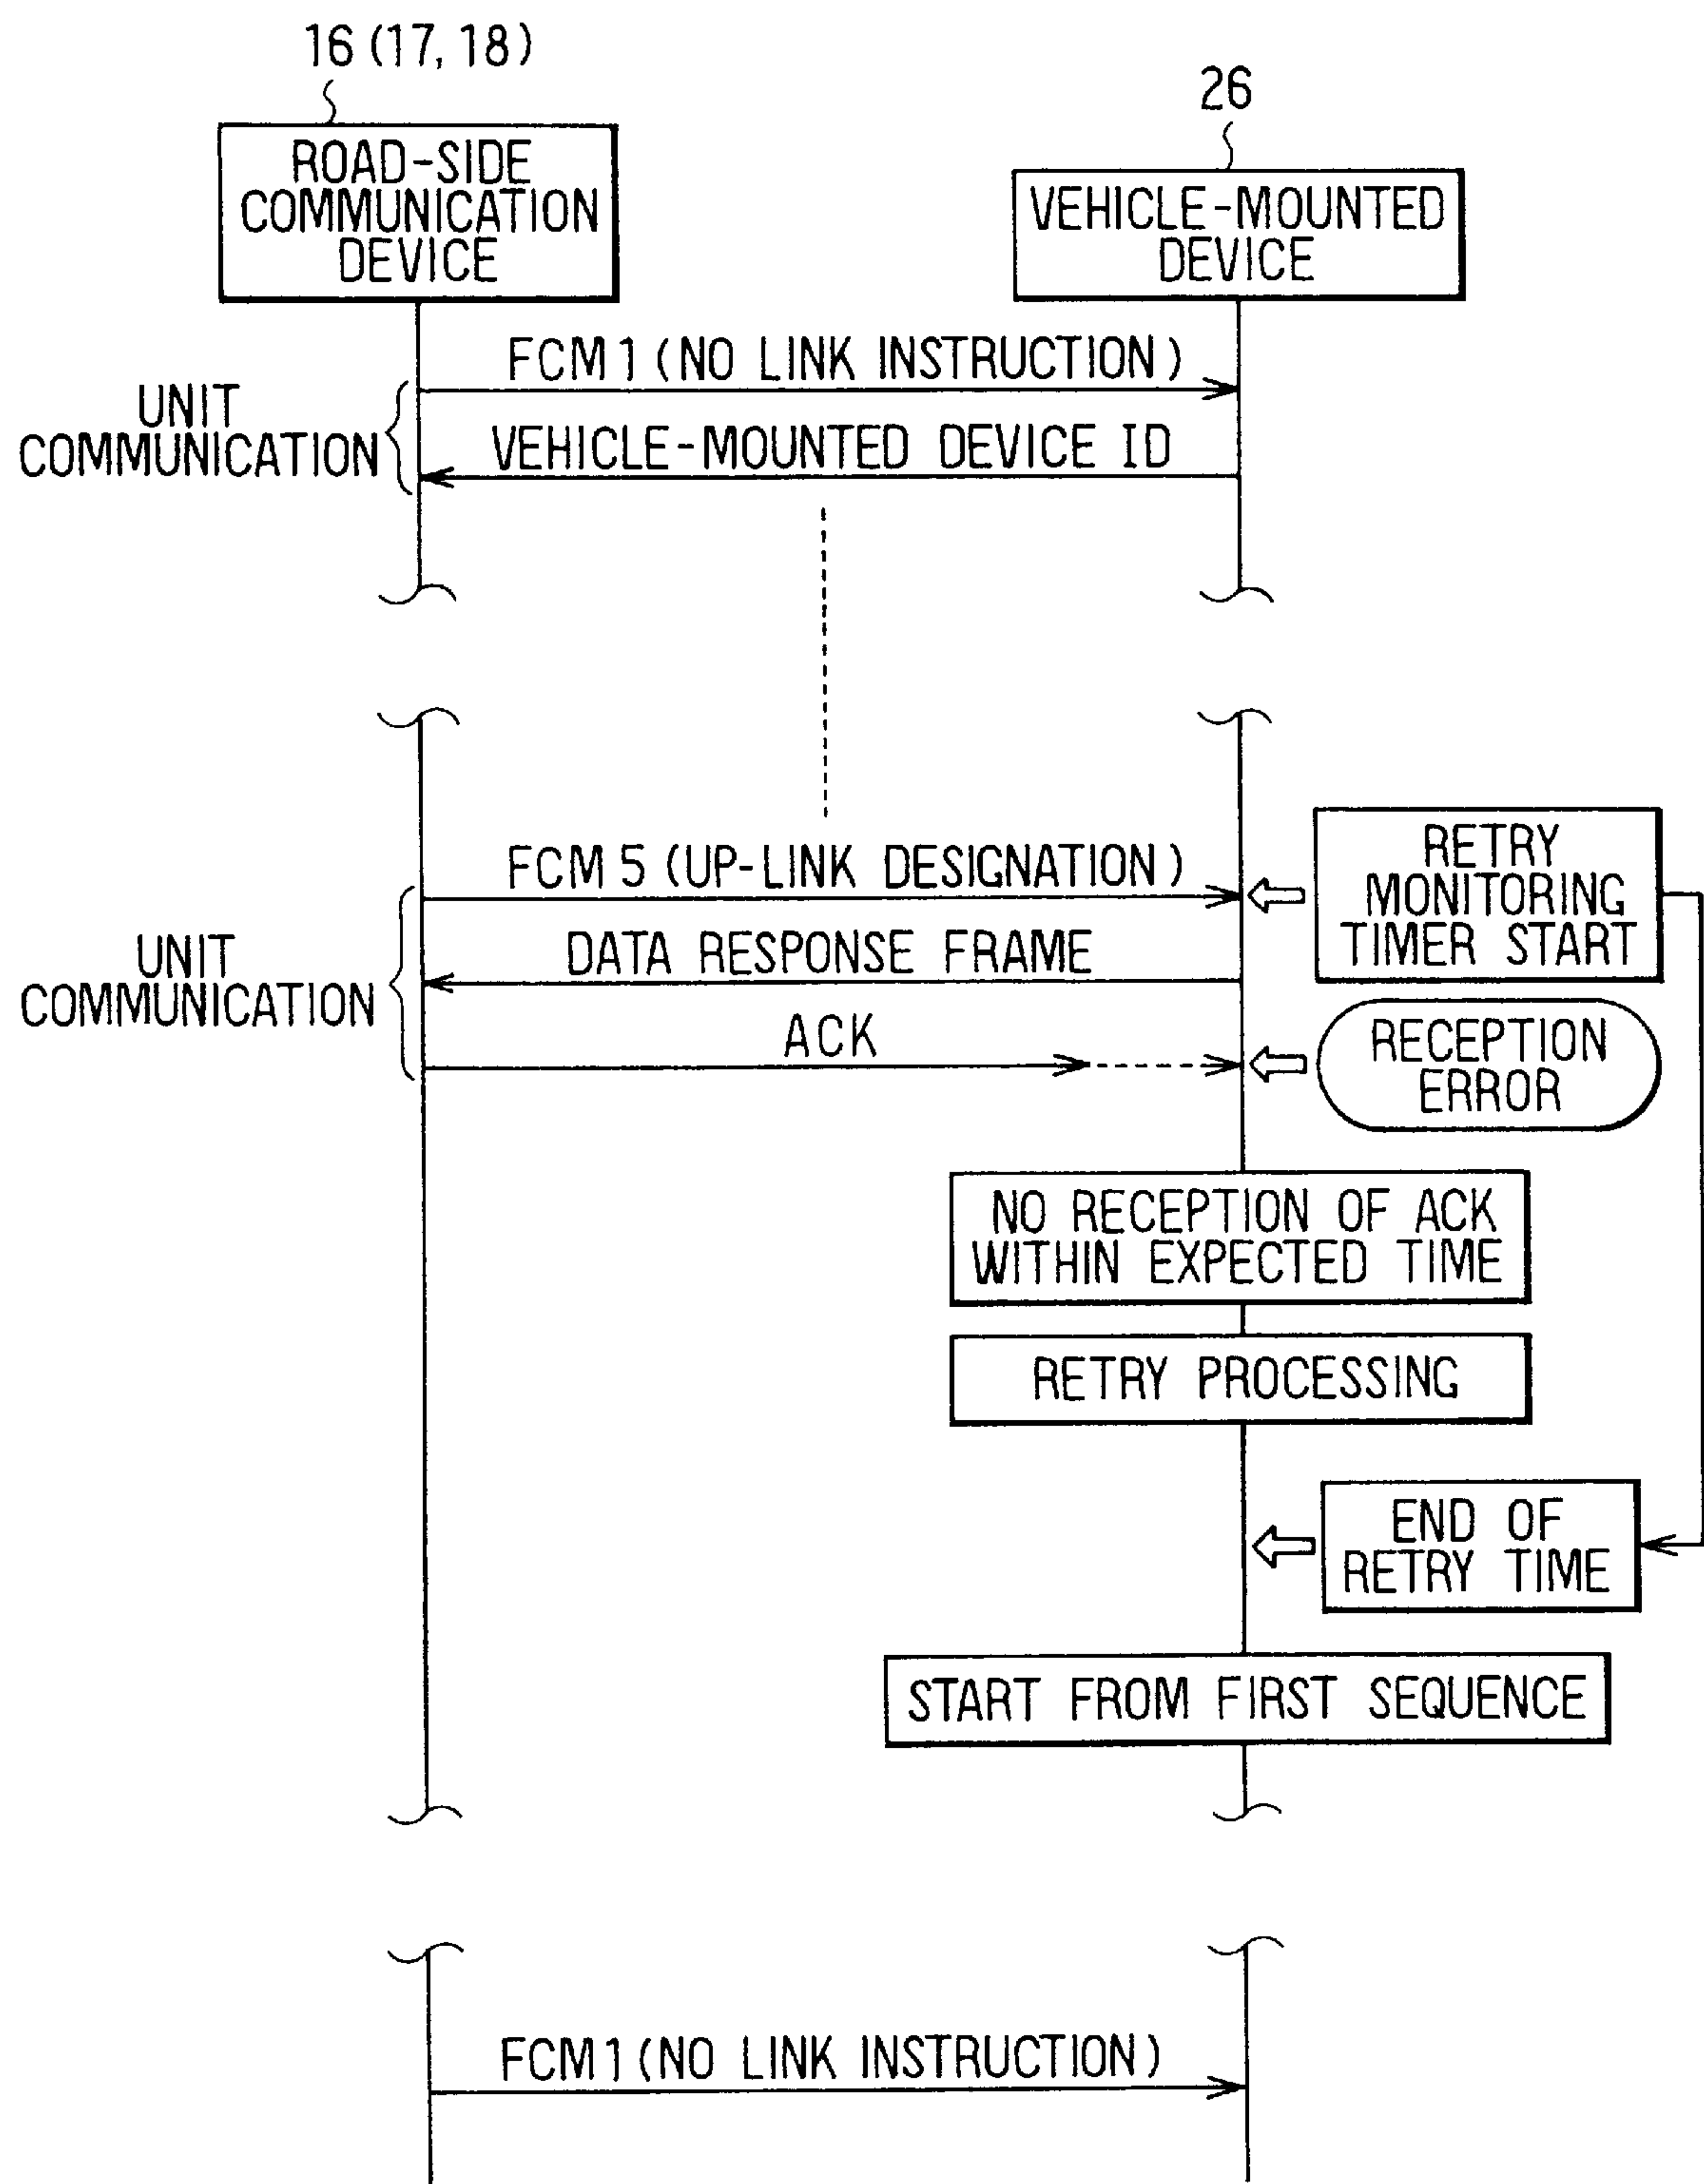 16 (17, 18)
26
ROAD-SIDE
COMMUNICATION
DEVICE
VEHICLE-MOUNTED
DEVICE
FCM 1 (NO LINK INSTRUCTION)
UNIT
COMMUNICATION
VEHICLE-MOUNTED DEVICE ID
FCM 5 (UP-LINK DESIGNATION)
RETRY
MONITORING
TIMER START
UNIT
COMMUNICATION
DATA RESPONSE FRAME
ACK
RECEPTION
ERROR
NO RECEPTION OF ACK
WITHIN EXPECTED TIME
RETRY PROCESSING
END OF
RETRY TIME
START FROM FIRST SEQUENCE
FCM1 (NO LINK INSTRUCTION)